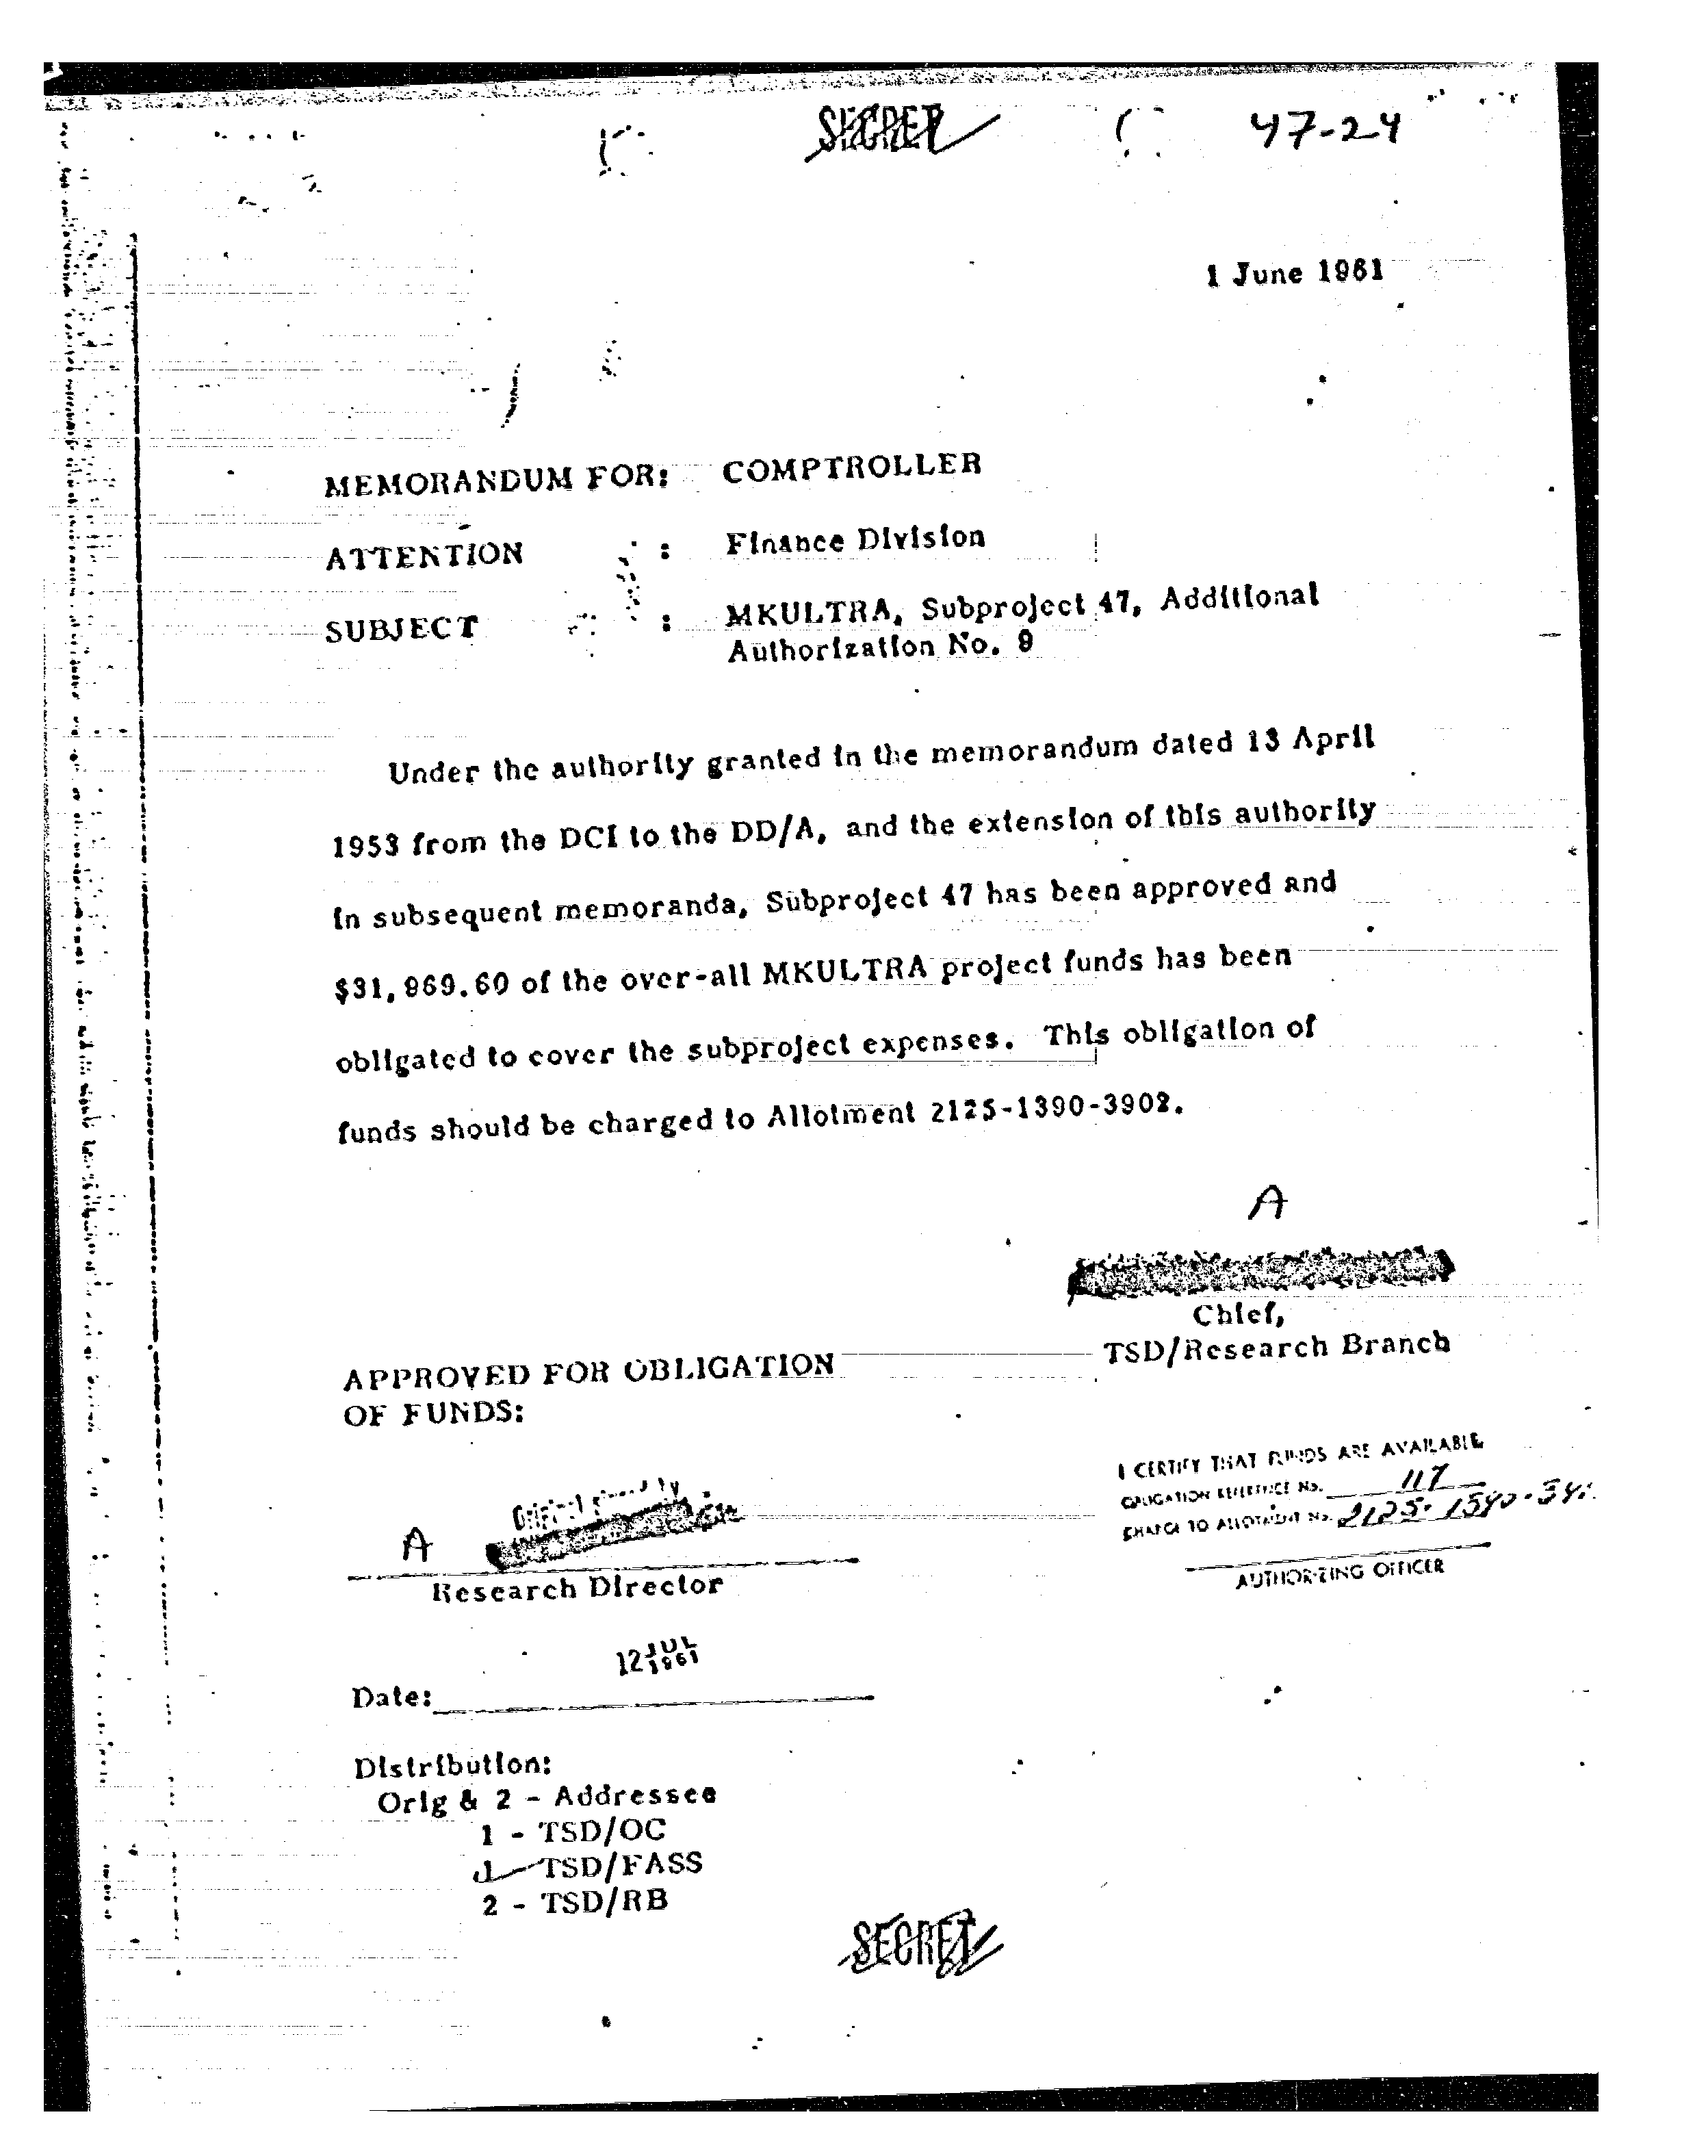 SECRET
47-24
1 June 1961
MEMORANDUM FOR: COMPTROLLER
ATTENTION : Finance Division
SUBJECT : MKULTRA, Subproject 47, Additional
Authorization No. 9
Under the authority granted in the memorandum dated 13 April
1953 from the DCI to the DD/A, and the extension of this authority
in subsequent memoranda, Subproject 47 has been approved and
$31,969.60 of the over-all MKULTRA project funds has been
obligated to cover the subproject expenses. This obligation of
funds should be charged to Allotment 2125-1390-3902.
A
Chief,
TSD/Research Branch
APPROVED FOR OBLIGATION
OF FUNDS:
I CERTIFY THAT FUNDS ARE AVAILABLE
OBLIGATION REFERENCE NO. 117
CHARGE TO ALLOTMENT NO. 2125-
AUTHORIZING OFFICER
Original signed by
A
Research Director
12 JUL 1961
Date:
Distribution:
Orig & 2 - Addressee
1 - TSD/OC
1 - TSD/FASS
2 - TSD/RB
SECRET